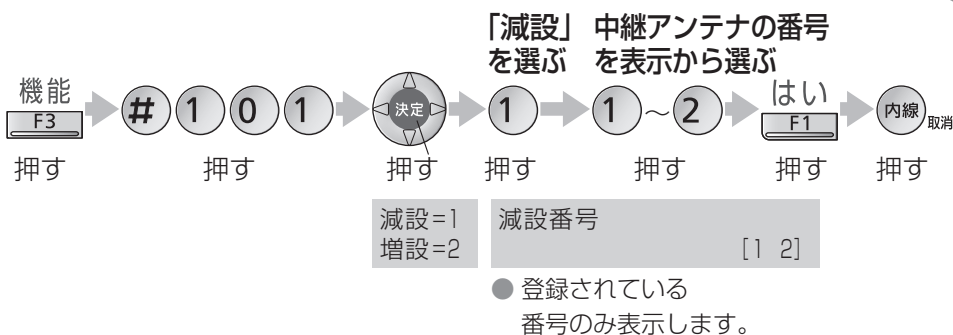 「減設」
を選ぶ
中継アンテナの番号
を表示から選ぶ
機能
F3
# 1 0 1
決定
1
1 ～ 2
はい
F1
内線
取消
押す 押す 押す 押す 押す 押す 押す
減設=1
増設=2
減設番号
[1 2]
● 登録されている
番号のみ表示します。